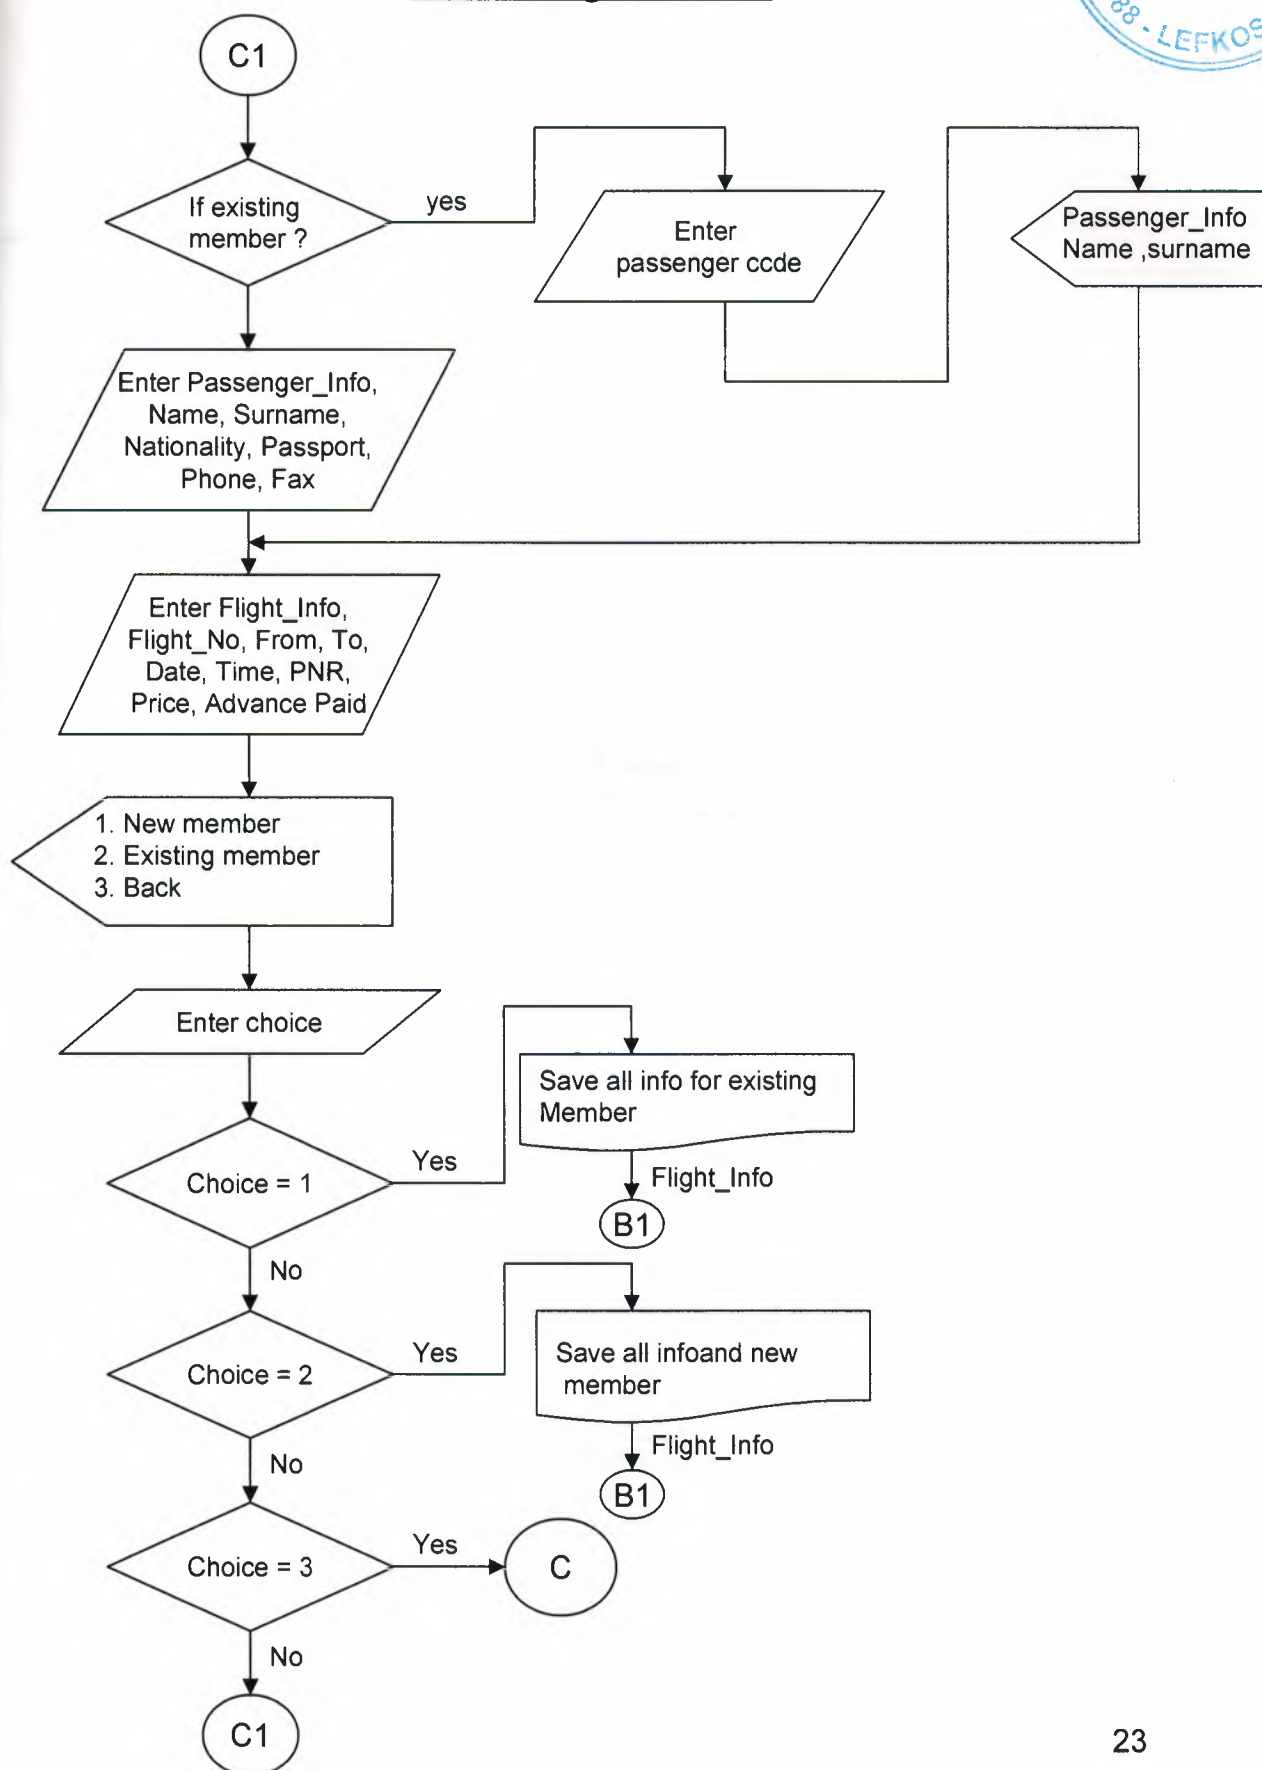 88 - LEFKOŞ
C1
If existing
member ?
yes
Enter
passenger ccde
Passenger_Info
Name ,surname
Enter Passenger_Info,
Name, Surname,
Nationality, Passport,
Phone, Fax
Enter Flight_Info,
Flight_No, From, To,
Date, Time, PNR,
Price, Advance Paid
1. New member
2. Existing member
3. Back
Enter choice
Save all info for existing
Member
Choice = 1
Yes
Flight_Info
B1
No
Choice = 2
Yes
Save all infoand new
member
Flight_Info
B1
No
Choice = 3
Yes
C
No
C1
23